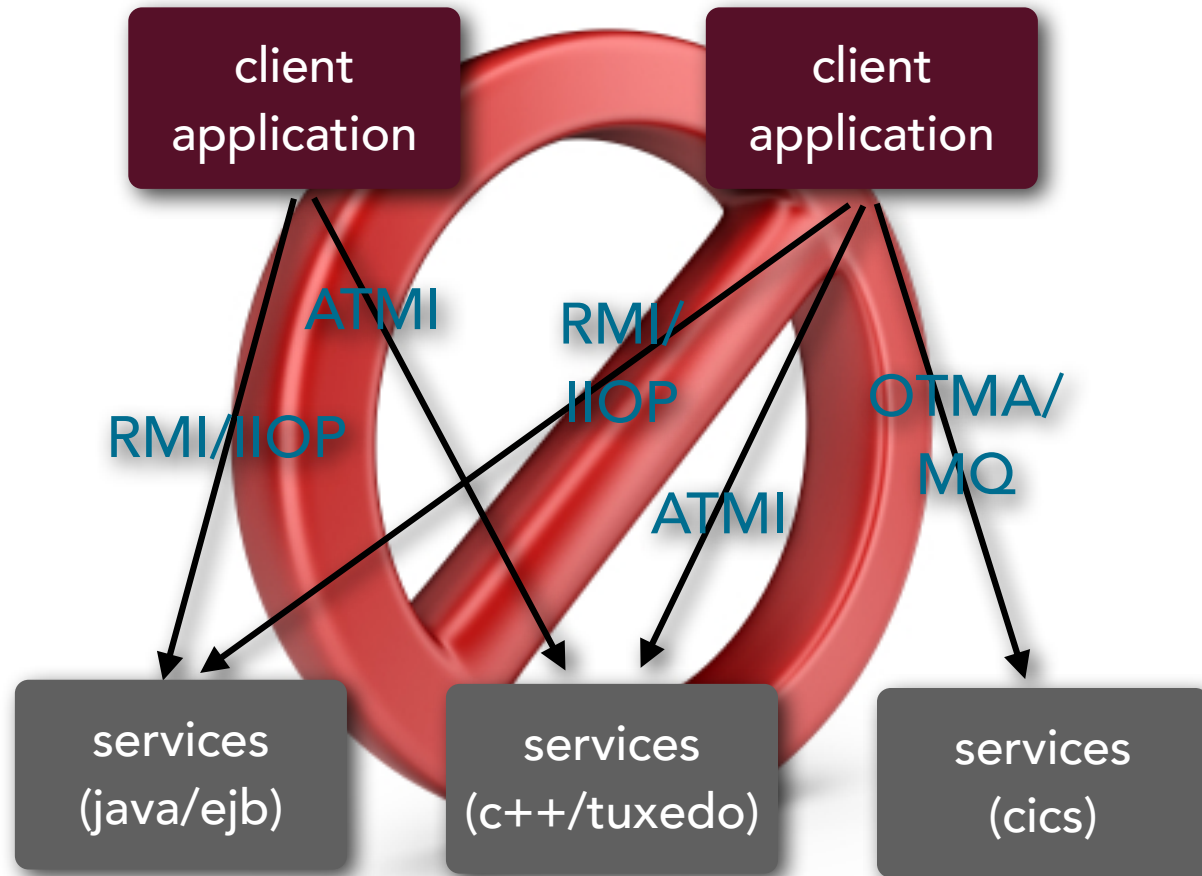 client
application
client
application
ATMI
RMI/
IIOP
RMI/IIOP
OTMA/
MQ
ATMI
services
(java/ejb)
services
(c++/tuxedo)
services
(cics)